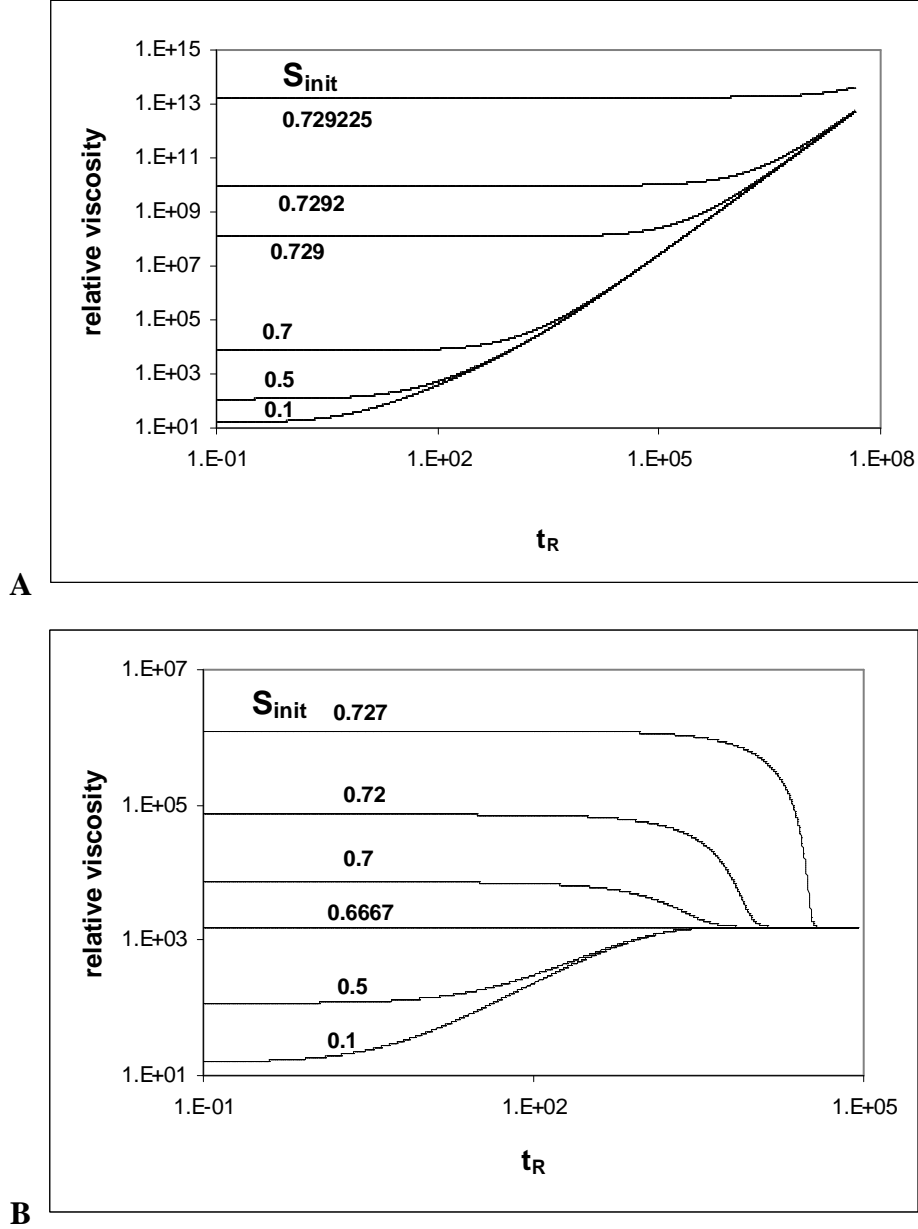 1.E+15
S_init
1.E+13
0.729225
1.E+11
0.7292
1.E+09
0.729
1.E+07
0.7
1.E+05
0.5
1.E+03
0.1
1.E+01
1.E-01 1.E+02 1.E+05 1.E+08
relative viscosity
t_R
A
1.E+07
S_init 0.727
0.72
1.E+05
0.7
0.6667
1.E+03
0.5
0.1
1.E+01
1.E-01 1.E+02 1.E+05
relative viscosity
t_R
B